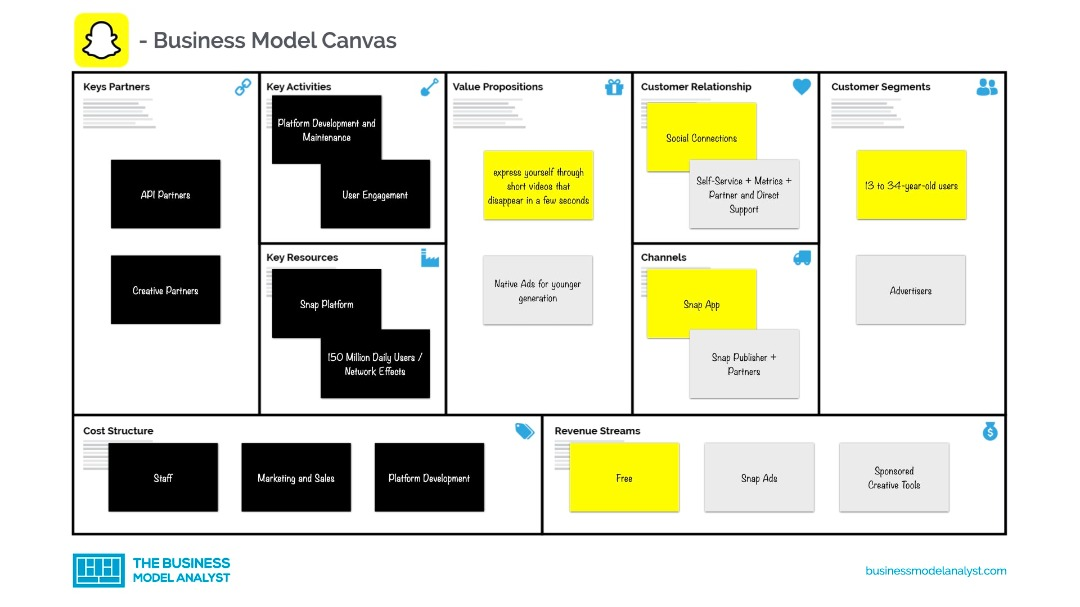 - Business Model Canvas
Keys Partners
API Partners
Creative Partners
Key Activities
Platform Development and
Maintenance
User Engagement
Key Resources
Snap Platform
150 Million Daily Users /
Network Effects
Value Propositions
express yourself through
short videos that
disappear in a few seconds
Native Ads for younger
generation
Customer Relationship
Social Connections
Self-Service + Metrics +
Partner and Direct
Support
Channels
Snap App
Snap Publisher +
Partners
Customer Segments
13 to 34-year-old users
Advertisers
Cost Structure
Staff
Marketing and Sales
Platform Development
Revenue Streams
$
Free
Snap Ads
Sponsored
Creative Tools
THE BUSINESS
MODEL ANALYST
businessmodelanalyst.com